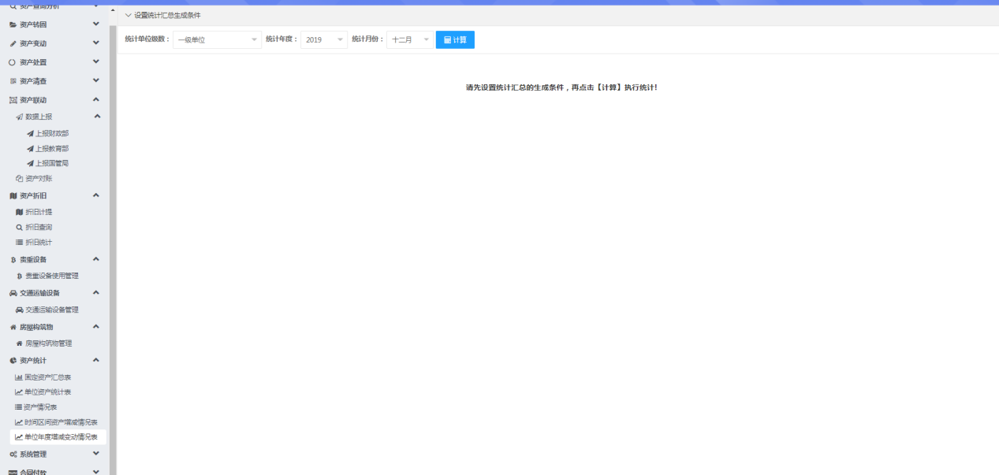 资产查询分析
资产转固
资产变动
资产处置
资产清查
资产联动
数据上报
上报财政部
上报教育部
上报国管局
资产对账
资产折旧
折旧计提
折旧查询
折旧统计
贵重设备
贵重设备使用管理
交通运输设备
交通运输设备管理
房屋构筑物
房屋构筑物管理
资产统计
固定资产汇总表
单位资产统计表
资产情况表
时间区间资产增减情况表
单位年度增减变动情况表
系统管理
合同付款
设置统计汇总生成条件
统计单位级数： 一级单位 统计年度： 2019 统计月份： 十二月 计算
请先设置统计汇总的生成条件，再点击【计算】执行统计!